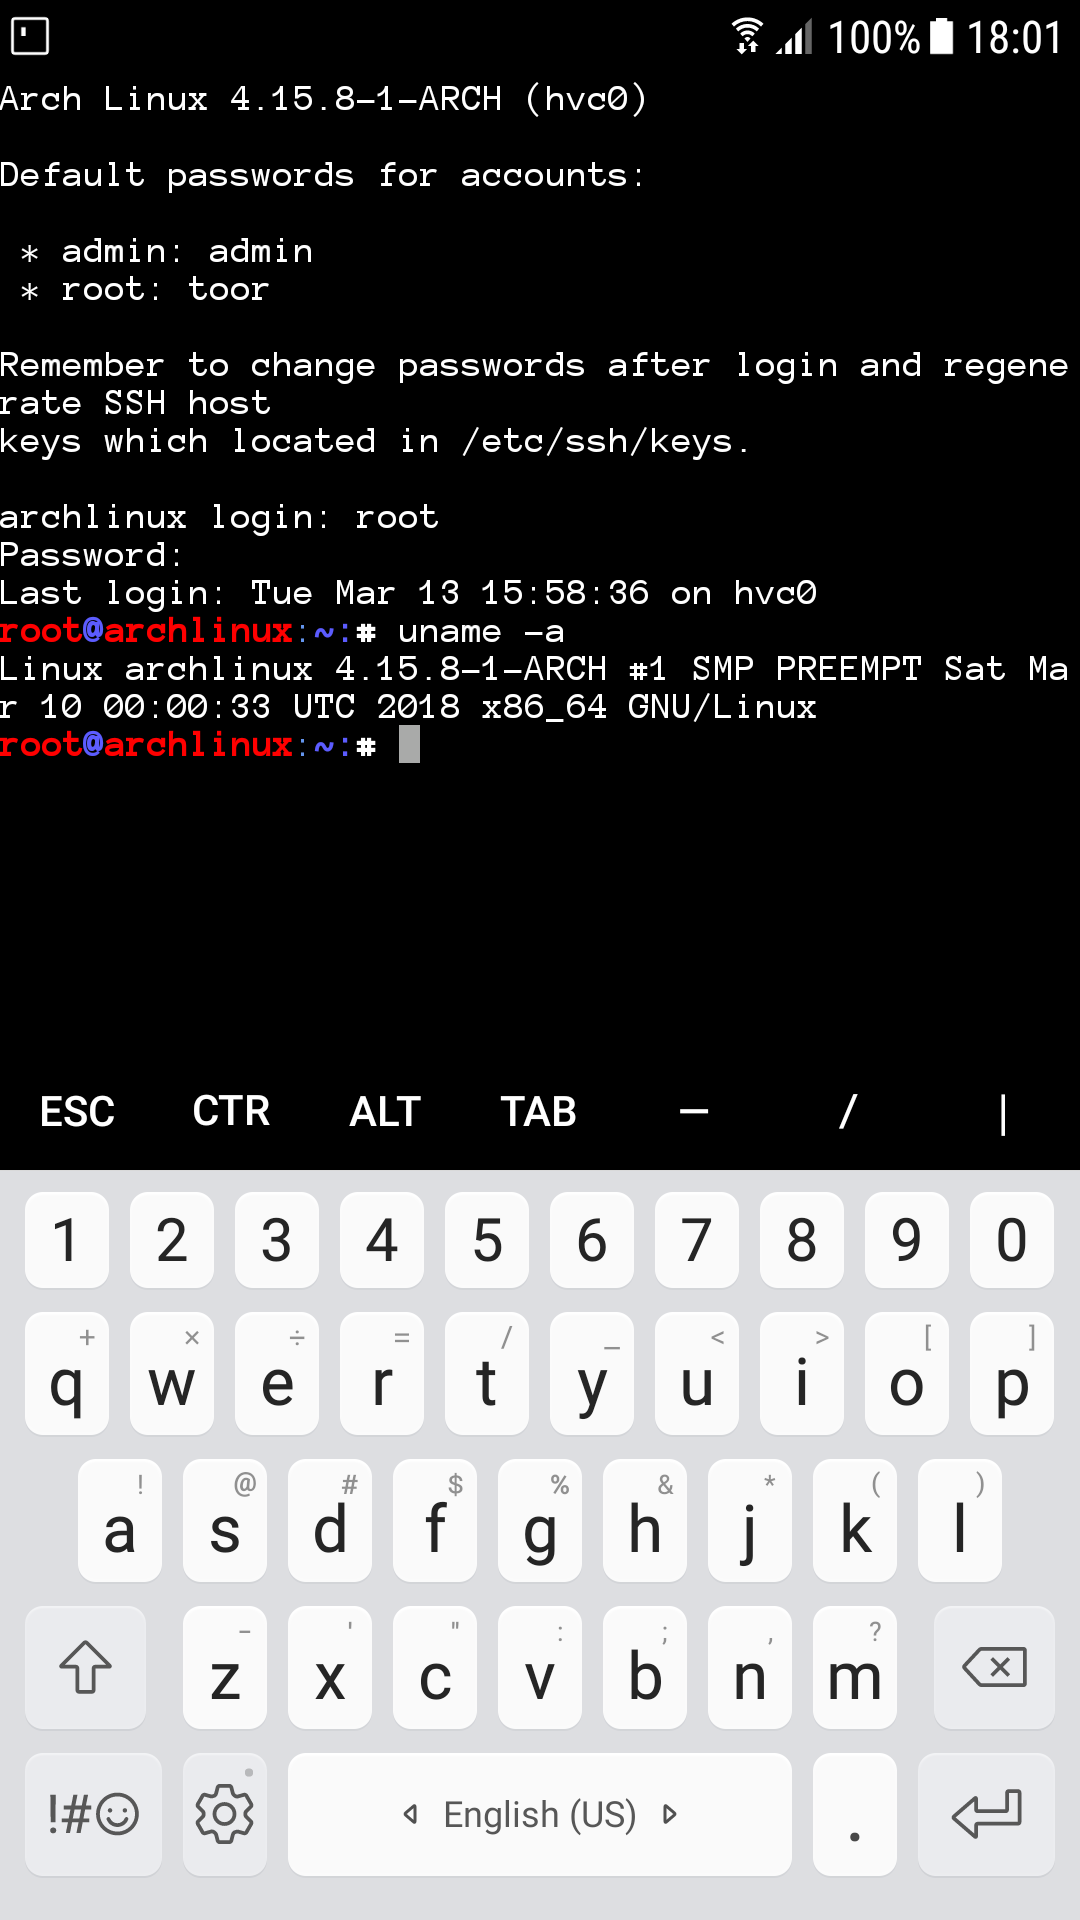 100% 18:01
Arch Linux 4.15.8-1-ARCH (hvc0)
Default passwords for accounts:
* admin: admin
* root: toor
Remember to change passwords after login and regene
rate SSH host
keys which located in /etc/ssh/keys.
archlinux login: root
Password:
Last login: Tue Mar 13 15:58:36 on hvc0
root@archlinux:~:# uname -a
Linux archlinux 4.15.8-1-ARCH #1 SMP PREEMPT Sat Ma
r 10 00:00:33 UTC 2018 x86_64 GNU/Linux
root@archlinux:~:#
ESC CTR ALT TAB — / |
1 2 3 4 5 6 7 8 9 0
+ × ÷ = / _ < > [ ]
q w e r t y u i o p
! @ # $ % & * ( )
a s d f g h j k l
- ' " : ; , ?
z x c v b n m
!#☺ English (US) .